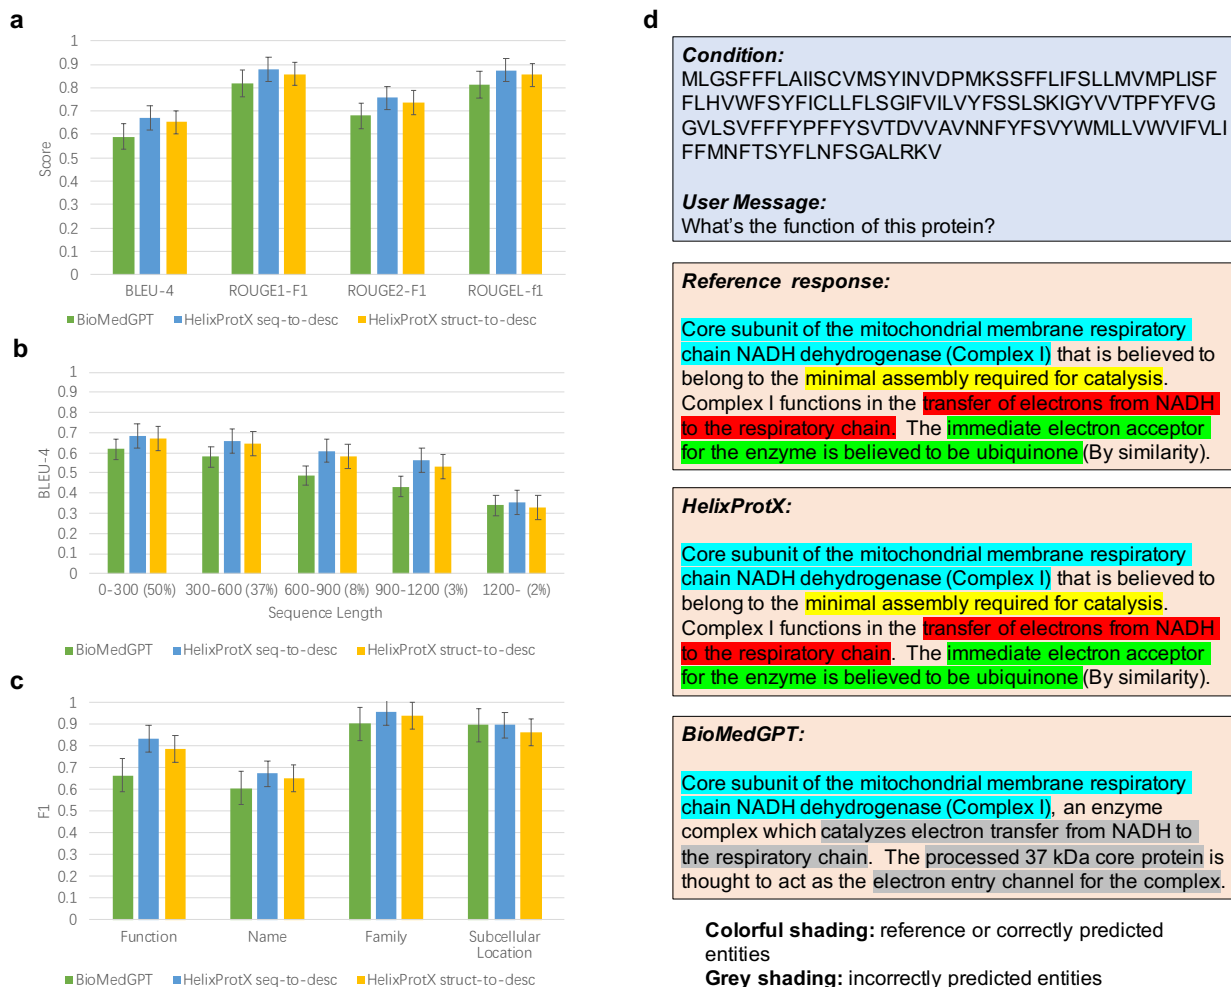 a
1
0.9
0.8
0.7
0.6
0.5
0.4
0.3
0.2
0.1
0
Score
BLEU-4 ROUGE1-F1 ROUGE2-F1 ROUGEL-f1
BioMedGPT HelixProtX seq-to-desc HelixProtX struct-to-desc
b
1
0.9
0.8
0.7
0.6
0.5
0.4
0.3
0.2
0.1
0
BLEU-4
0-300 (50%) 300-600 (37%) 600-900 (8%) 900-1200 (3%) 1200- (2%)
Sequence Length
BioMedGPT HelixProtX seq-to-desc HelixProtX struct-to-desc
c
1
0.9
0.8
0.7
0.6
0.5
0.4
0.3
0.2
0.1
0
F1
Function Name Family Subcellular
Location
BioMedGPT HelixProtX seq-to-desc HelixProtX struct-to-desc
d
Condition:
MLGSFFFLAIISCVMSYINVDPMKSSFFLIFSLLMVMPLISF
FLHVWFSYFICLLFLSGIFVILVYFSSLSKIGYVVTPFYFVG
GVLSVFFFYPFFYSVTDVVAVNNFYFSVYWMLLVWVIFVLI
FFMNFTSYFLNFSGALRKV
User Message:
What's the function of this protein?
Reference response:
Core subunit of the mitochondrial membrane respiratory
chain NADH dehydrogenase (Complex I) that is believed to
belong to the minimal assembly required for catalysis.
Complex I functions in the transfer of electrons from NADH
to the respiratory chain. The immediate electron acceptor
for the enzyme is believed to be ubiquinone (By similarity).
HelixProtX:
Core subunit of the mitochondrial membrane respiratory
chain NADH dehydrogenase (Complex I) that is believed to
belong to the minimal assembly required for catalysis.
Complex I functions in the transfer of electrons from NADH
to the respiratory chain. The immediate electron acceptor
for the enzyme is believed to be ubiquinone (By similarity).
BioMedGPT:
Core subunit of the mitochondrial membrane respiratory
chain NADH dehydrogenase (Complex I), an enzyme
complex which catalyzes electron transfer from NADH to
the respiratory chain. The processed 37 kDa core protein is
thought to act as the electron entry channel for the complex.
Colorful shading: reference or correctly predicted
entities
Grey shading: incorrectly predicted entities